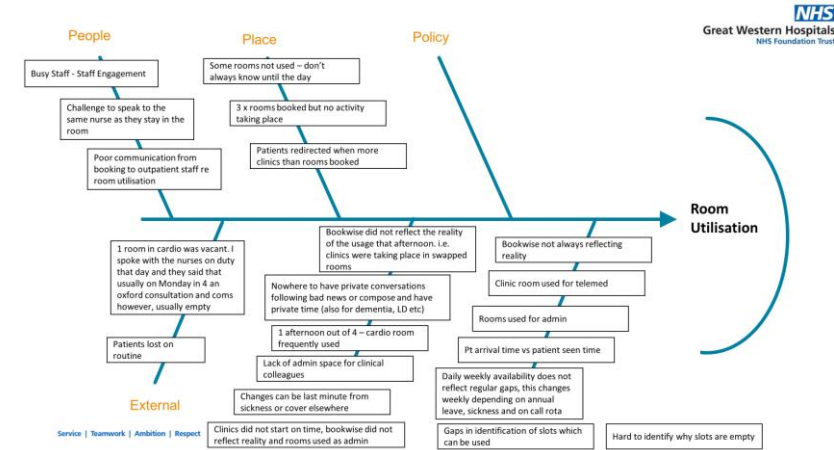 NHS
Great Western Hospitals
NHS Foundation Trust
People
Place
Policy
Busy Staff - Staff Engagement
Challenge to speak to the
same nurse as they stay in the
room
Poor communication from
booking to outpatient staff re
room utilisation
Some rooms not used – don't
always know until the day
3 x rooms booked but no activity
taking place
Patients redirected when more
clinics than rooms booked
Room
Utilisation
1 room in cardio was vacant. I
spoke with the nurses on duty
that day and they said that
usually on Monday in 4 an
oxford consultation and coms
however, usually empty
Patients lost on
routine
External
Bookwise did not reflect the reality
of the usage that afternoon. i.e.
clinics were taking place in swapped
rooms
Nowhere to have private conversations
following bad news or compose and have
private time (also for dementia, LD etc)
1 afternoon out of 4 – cardio room
frequently used
Lack of admin space for clinical
colleagues
Changes can be last minute from
sickness or cover elsewhere
Clinics did not start on time, bookwise did not
reflect reality and rooms used as admin
Bookwise not always reflecting
reality
Clinic room used for telemed
Rooms used for admin
Pt arrival time vs patient seen time
Daily weekly availability does not
reflect regular gaps, this changes
weekly depending on annual
leave, sickness and on call rota
Gaps in identification of slots which
can be used
Hard to identify why slots are empty
Service | Teamwork | Ambition | Respect